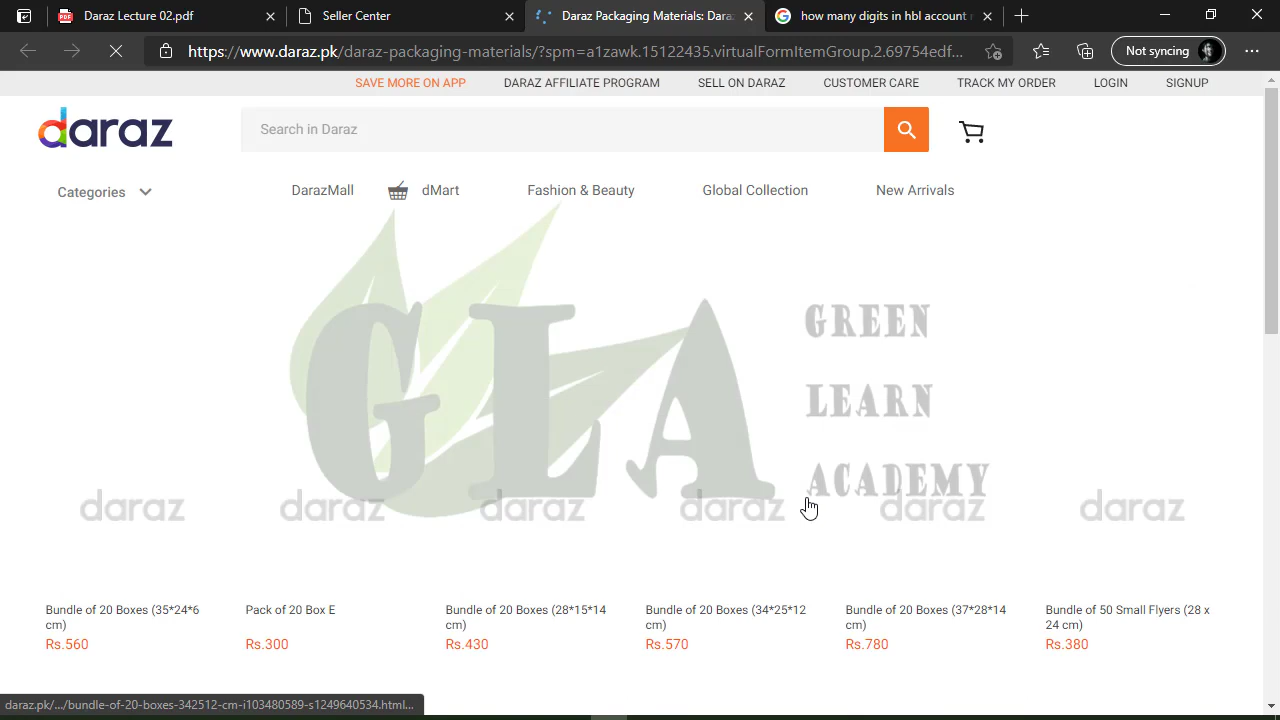 Daraz Lecture 02.pdf
Seller Center
Daraz Packaging Materials: Daraz
how many digits in hbl account n
https://www.daraz.pk/daraz-packaging-materials/?spm=a1zawk.15122435.virtualFormItemGroup.2.69754edf...
Not syncing
SAVE MORE ON APP
DARAZ AFFILIATE PROGRAM
SELL ON DARAZ
CUSTOMER CARE
TRACK MY ORDER
LOGIN
SIGNUP
daraz
Search in Daraz
Categories
DarazMall
dMart
Fashion & Beauty
Global Collection
New Arrivals
GLA
GREEN
LEARN
ACADEMY
daraz
daraz
daraz
daraz
daraz
daraz
Bundle of 20 Boxes (35*24*6
cm)
Rs.560
Pack of 20 Box E
Rs.300
Bundle of 20 Boxes (28*15*14
cm)
Rs.430
Bundle of 20 Boxes (34*25*12
cm)
Rs.570
Bundle of 20 Boxes (37*28*14
cm)
Rs.780
Bundle of 50 Small Flyers (28 x
24 cm)
Rs.380
daraz.pk/.../bundle-of-20-boxes-342512-cm-i103480589-s1249640534.html...